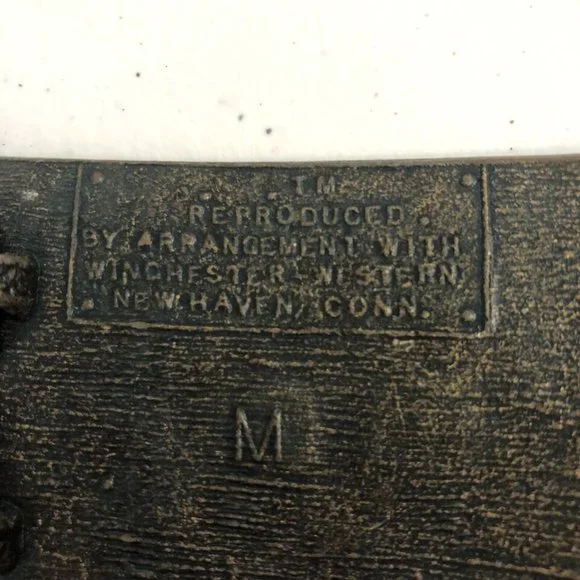 TM
REPRODUCED
BY ARRANGEMENT WITH
WINCHESTER-WESTERN
NEW HAVEN, CONN.
M